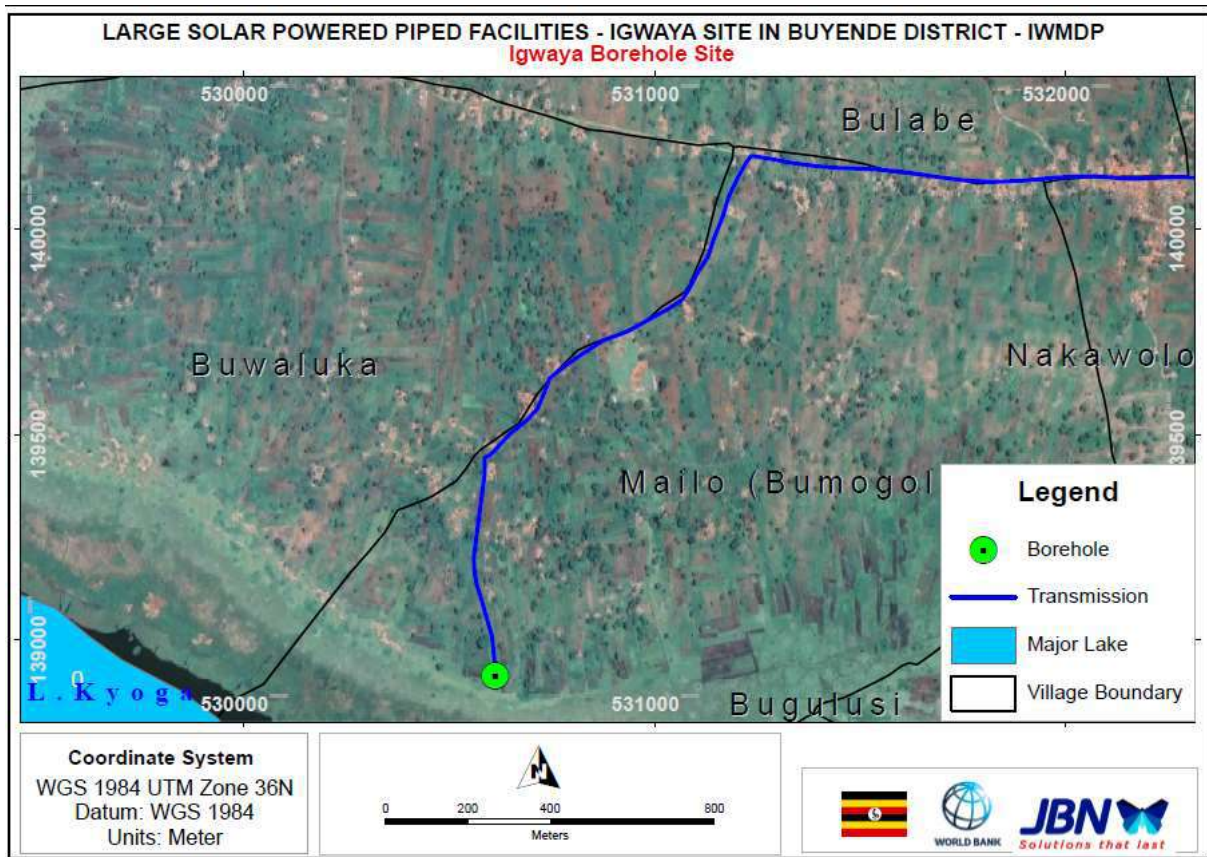 LARGE SOLAR POWERED PIPED FACILITIES - IGWAYA SITE IN BUYENDE DISTRICT - IWMDP
Igwaya Borehole Site
530000
531000
532000
Bulabe
140000
140000
Buwaluka
Nakawolo
139500
139500
Mailo (Bumogol
Legend
Borehole
Transmission
Major Lake
Village Boundary
139000
0
L. Kyoga
530000
531000
Bugulusi
Coordinate System
WGS 1984 UTM Zone 36N
Datum: WGS 1984
Units: Meter
N
0 200 400 800
Meters
WORLD BANK
JBN
Solutions that last